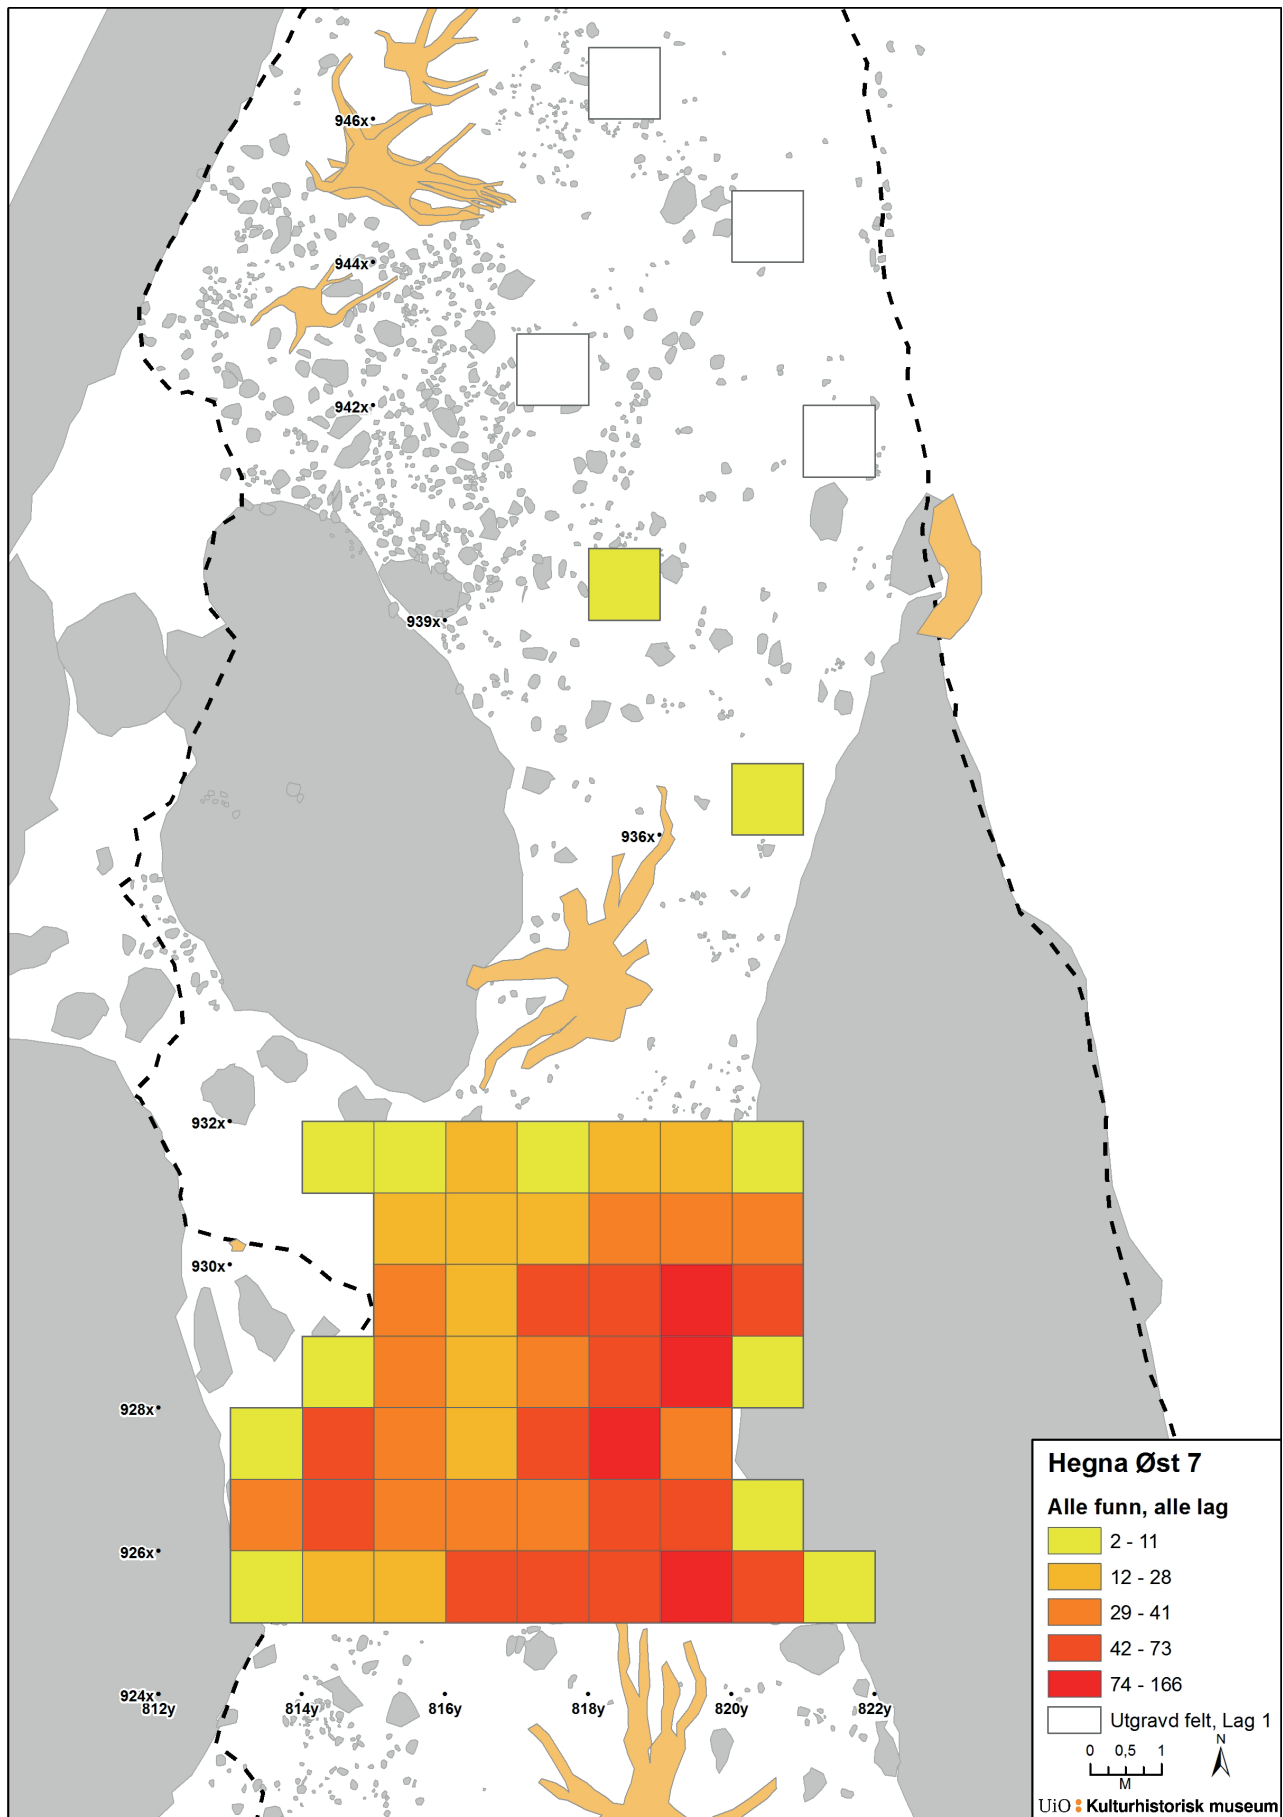 946x
944x
942x
939x
936x
932x
930x
928x
926x
924x
812y 814y 816y 818y 820y 822y
Hegna Øst 7
Alle funn, alle lag
2 - 11
12 - 28
29 - 41
42 - 73
74 - 166
Utgravd felt, Lag 1
0 0,5 1
M
N
UiO : Kulturhistorisk museum